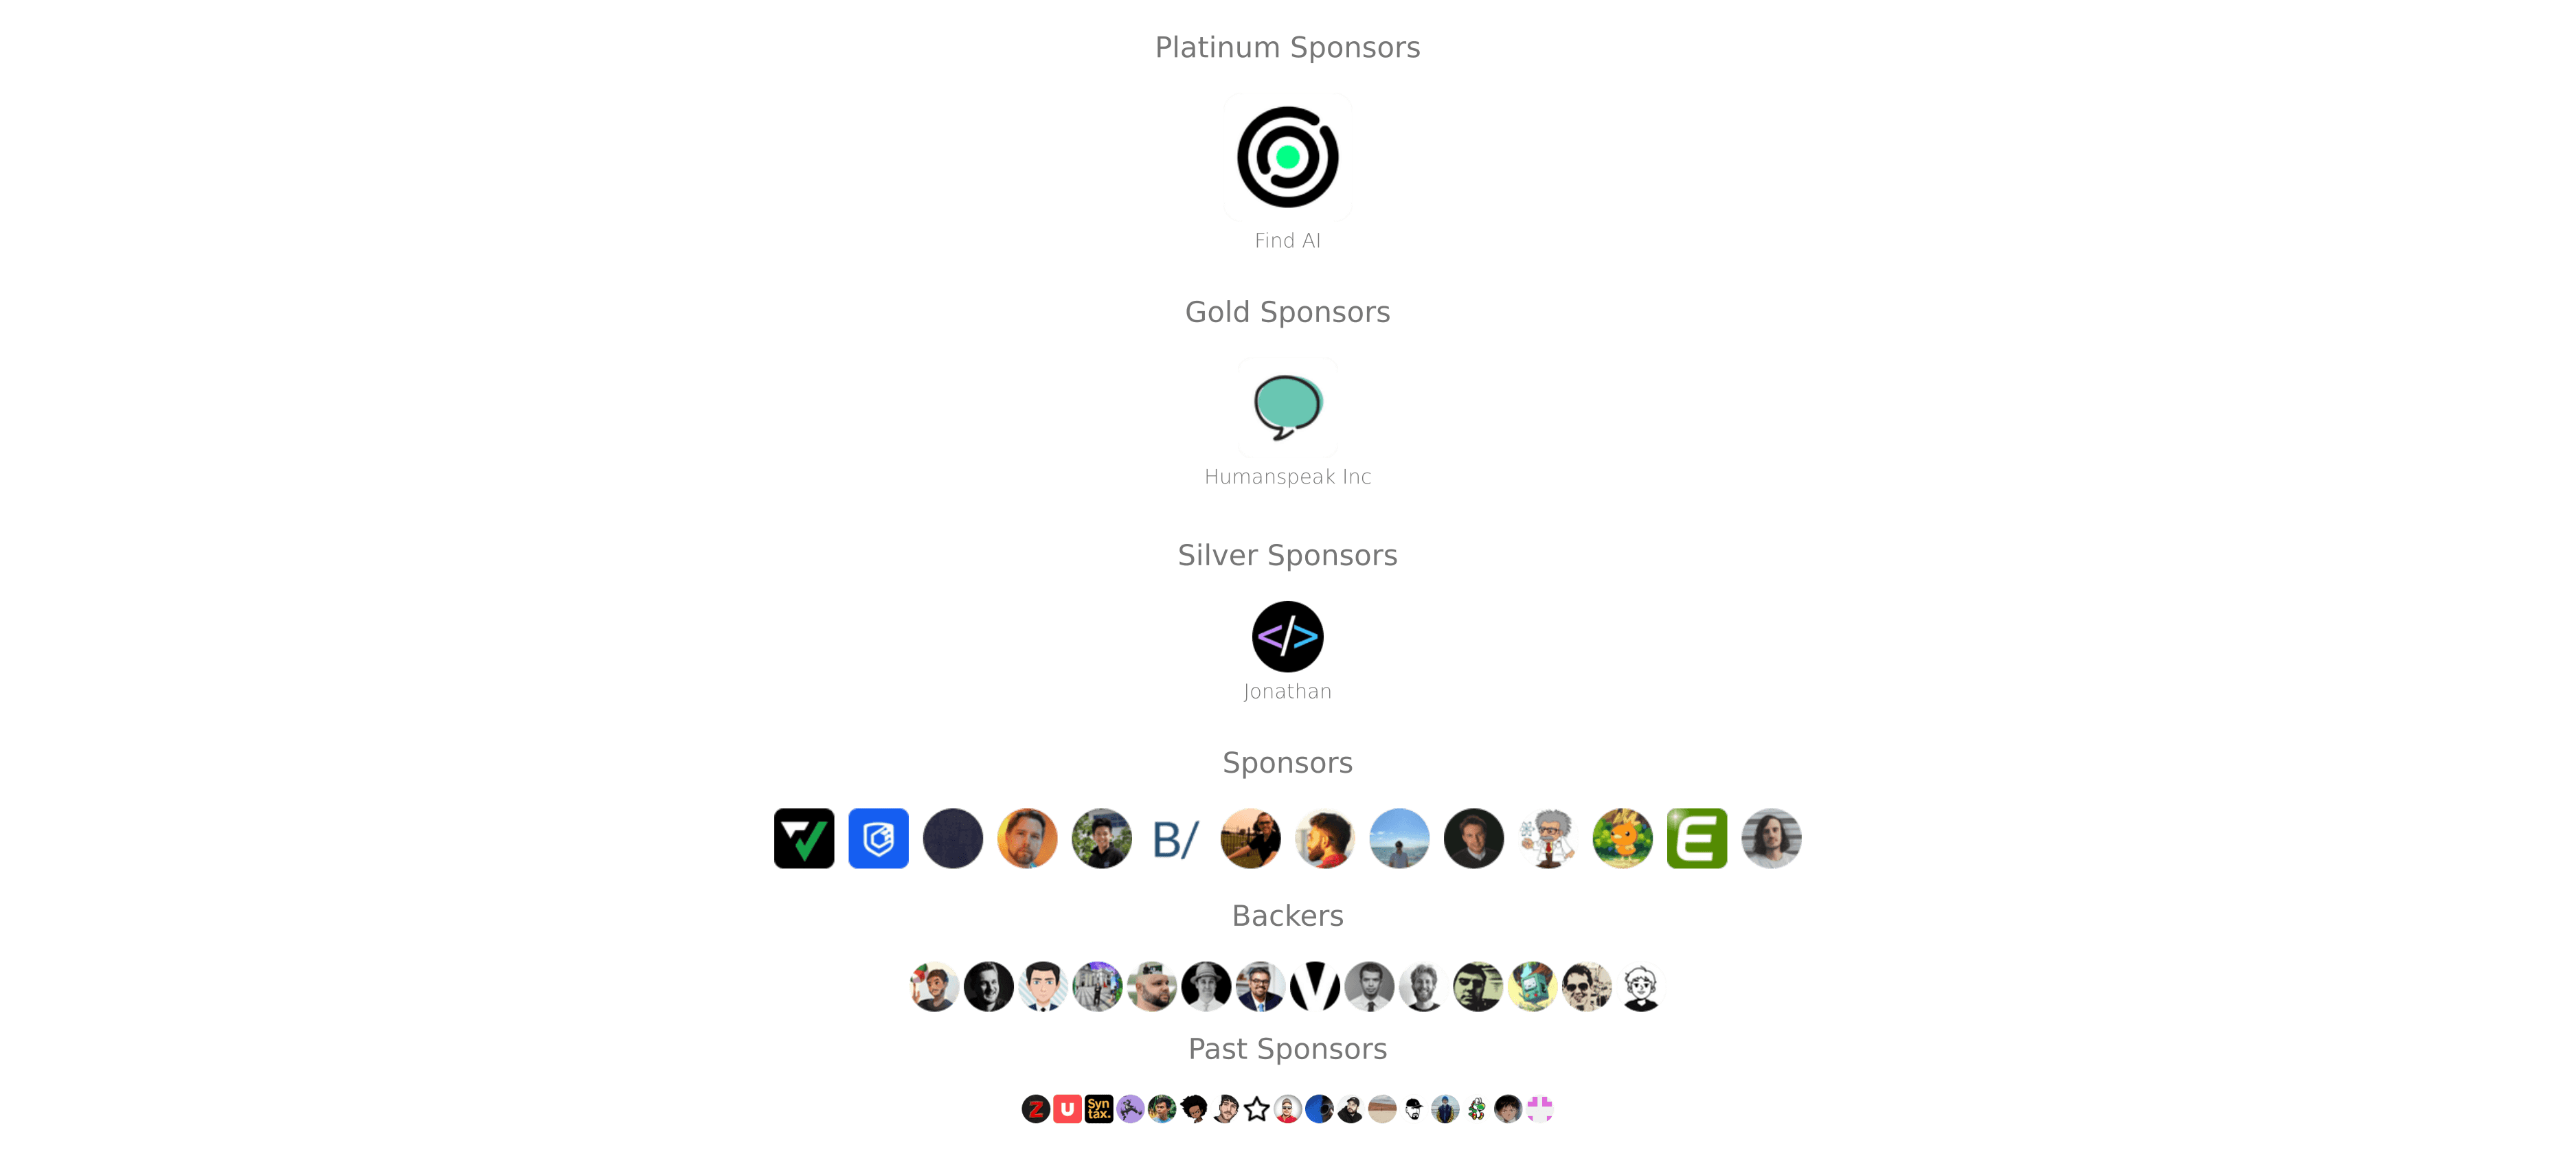 Platinum Sponsors
Find AI
Gold Sponsors
Humanspeak Inc
Silver Sponsors
</>
Jonathan
Sponsors
B/
E
Backers
Past Sponsors
Z
U
Syn
tax.